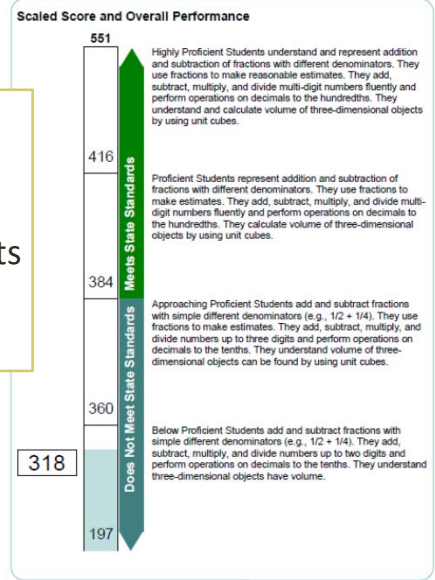 Scaled Score and Overall Performance
551
Highly Proficient Students understand and represent addition
and subtraction of fractions with different denominators. They
use fractions to make reasonable estimates. They add,
subtract, multiply, and divide multi-digit numbers fluently and
perform operations on decimals to the hundredths. They
understand and calculate volume of three-dimensional objects
by using unit cubes.
416
Proficient Students represent addition and subtraction of
fractions with different denominators. They use fractions to
make estimates. They add, subtract, multiply, and divide multi-
digit numbers fluently and perform operations on decimals to
the hundredths. They calculate volume of three-dimensional
objects by using unit cubes.
Meets State Standards
ts
384
Approaching Proficient Students add and subtract fractions
with simple different denominators (e.g., 1/2 + 1/4). They use
fractions to make estimates. They add, subtract, multiply, and
divide numbers up to three digits and perform operations on
decimals to the tenths. They understand volume of three-
dimensional objects can be found by using unit cubes.
360
Below Proficient Students add and subtract fractions with
simple different denominators (e.g., 1/2 + 1/4). They add,
subtract, multiply, and divide numbers up to two digits and
perform operations on decimals to the tenths. They understand
three-dimensional objects have volume.
Does Not Meet State Standards
318
197